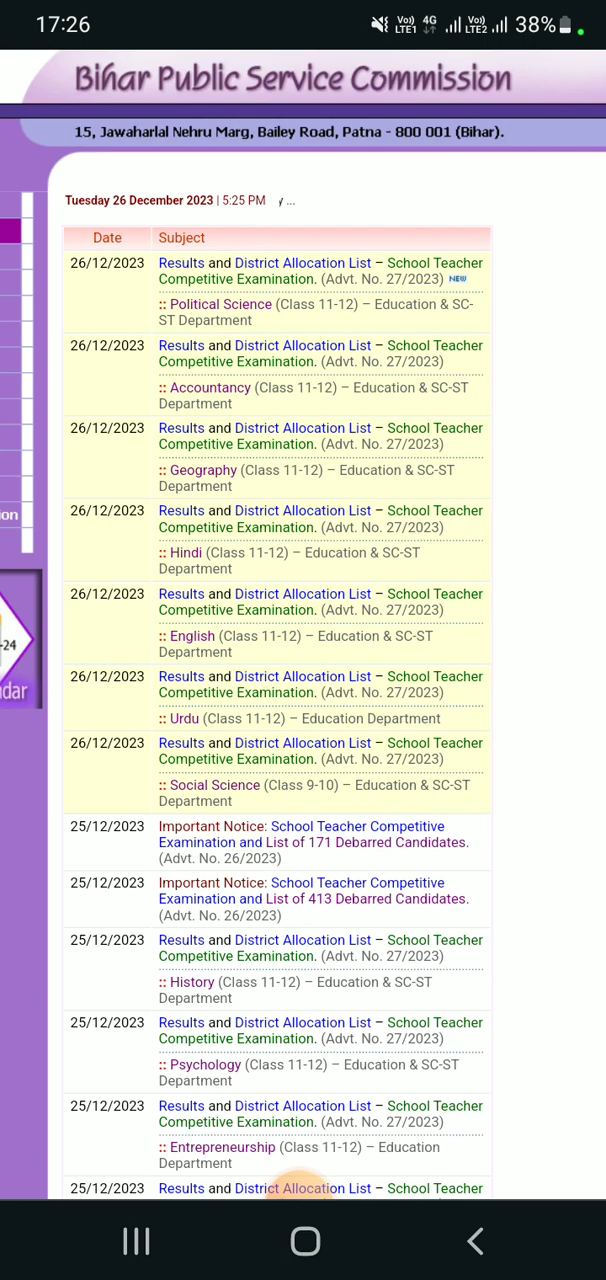 17:26
Vo)) LTE1 4G Vo)) LTE2 38%
Bihar Public Service Commission
15, Jawaharlal Nehru Marg, Bailey Road, Patna - 800 001 (Bihar).
Tuesday 26 December 2023 | 5:25 PM y ...
Date Subject
26/12/2023 Results and District Allocation List – School Teacher
Competitive Examination. (Advt. No. 27/2023) NEW
:: Political Science (Class 11-12) – Education & SC-
ST Department
26/12/2023 Results and District Allocation List – School Teacher
Competitive Examination. (Advt. No. 27/2023)
:: Accountancy (Class 11-12) – Education & SC-ST
Department
26/12/2023 Results and District Allocation List – School Teacher
Competitive Examination. (Advt. No. 27/2023)
:: Geography (Class 11-12) – Education & SC-ST
Department
26/12/2023 Results and District Allocation List – School Teacher
Competitive Examination. (Advt. No. 27/2023)
:: Hindi (Class 11-12) – Education & SC-ST
Department
ion
26/12/2023 Results and District Allocation List – School Teacher
Competitive Examination. (Advt. No. 27/2023)
:: English (Class 11-12) – Education & SC-ST
Department
-24
26/12/2023 Results and District Allocation List – School Teacher
Competitive Examination. (Advt. No. 27/2023)
:: Urdu (Class 11-12) – Education Department
dar
26/12/2023 Results and District Allocation List – School Teacher
Competitive Examination. (Advt. No. 27/2023)
:: Social Science (Class 9-10) – Education & SC-ST
Department
25/12/2023 Important Notice: School Teacher Competitive
Examination and List of 171 Debarred Candidates.
(Advt. No. 26/2023)
25/12/2023 Important Notice: School Teacher Competitive
Examination and List of 413 Debarred Candidates.
(Advt. No. 26/2023)
25/12/2023 Results and District Allocation List – School Teacher
Competitive Examination. (Advt. No. 27/2023)
:: History (Class 11-12) – Education & SC-ST
Department
25/12/2023 Results and District Allocation List – School Teacher
Competitive Examination. (Advt. No. 27/2023)
:: Psychology (Class 11-12) – Education & SC-ST
Department
25/12/2023 Results and District Allocation List – School Teacher
Competitive Examination. (Advt. No. 27/2023)
:: Entrepreneurship (Class 11-12) – Education
Department
25/12/2023 Results and District Allocation List – School Teacher